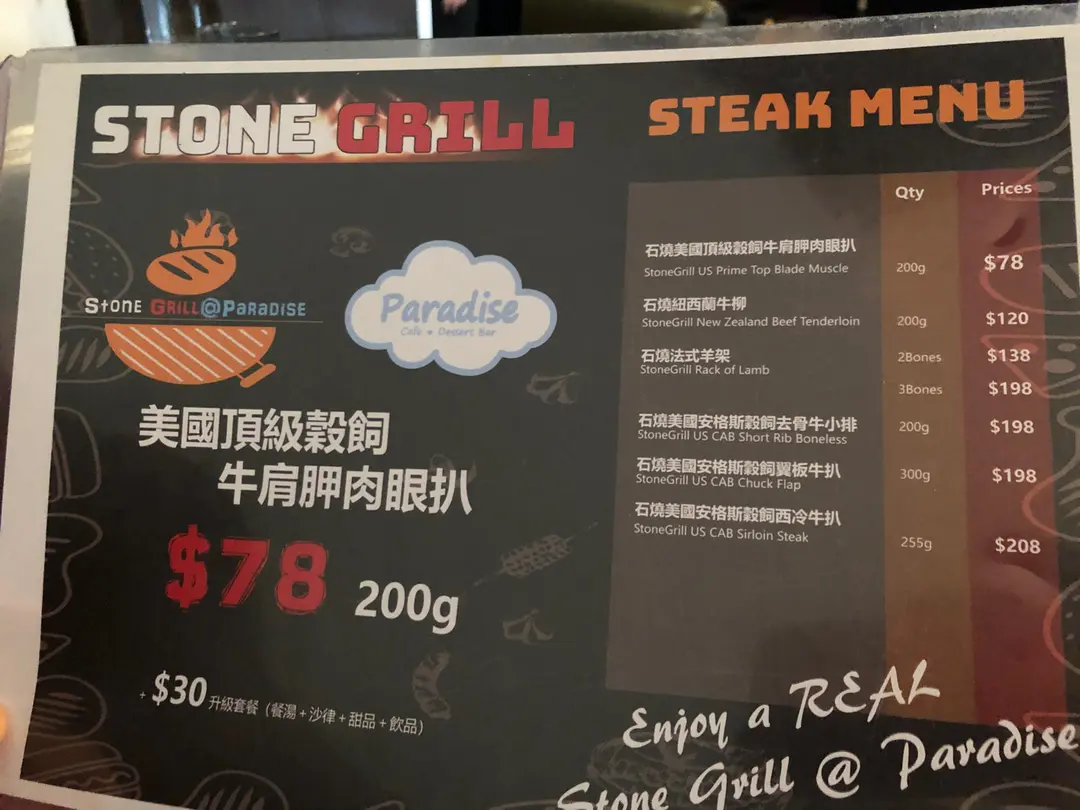 STONE GRILL
STEAK MENU
STONE GRILL@PARADISE
Paradise
Cafe • Dessert Bar
美國頂級穀飼
牛肩胛肉眼扒
$78 200g
+ $30 升級套餐（餐湯 + 沙律 + 甜品 + 飲品）
Qty Prices
石燒美國頂級穀飼牛肩胛肉眼扒
StoneGrill US Prime Top Blade Muscle 200g $78
石燒紐西蘭牛柳
StoneGrill New Zealand Beef Tenderloin 200g $120
石燒法式羊架
StoneGrill Rack of Lamb 2Bones $138
3Bones $198
石燒美國安格斯穀飼去骨牛小排
StoneGrill US CAB Short Rib Boneless 200g $198
石燒美國安格斯穀飼翼板牛扒
StoneGrill US CAB Chuck Flap 300g $198
石燒美國安格斯穀飼西冷牛扒
StoneGrill US CAB Sirloin Steak 255g $208
Enjoy a REAL
Stone Grill @ Paradise